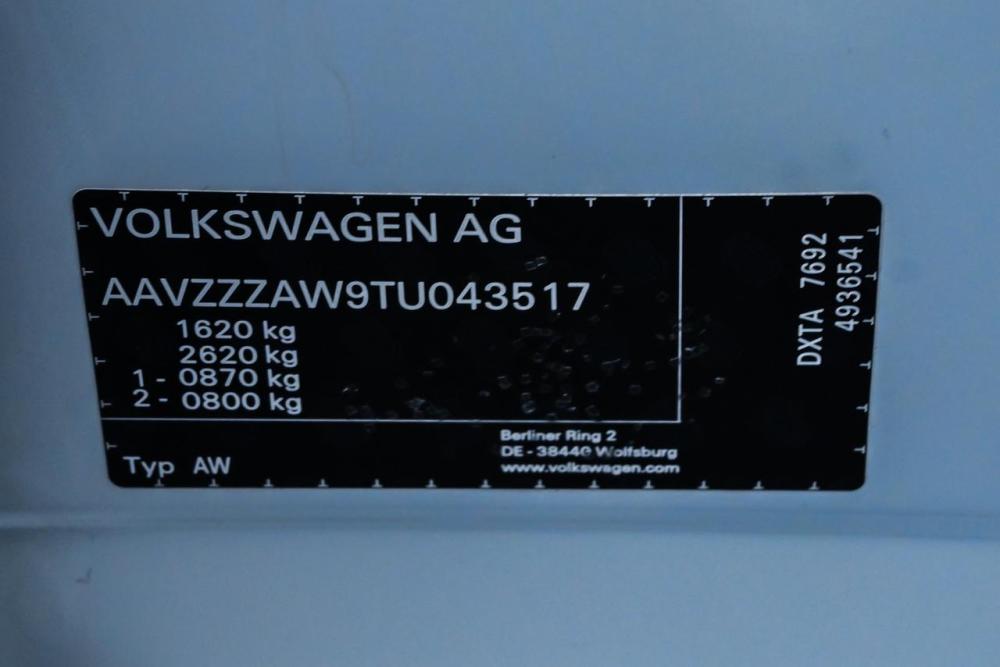 VOLKSWAGEN AG
AAVZZZAW9TU043517
1620 kg
2620 kg
1 - 0870 kg
2 - 0800 kg
Typ AW
Berliner Ring 2
DE - 38440 Wolfsburg
www.volkswagen.com
DXTA 7692
4936541